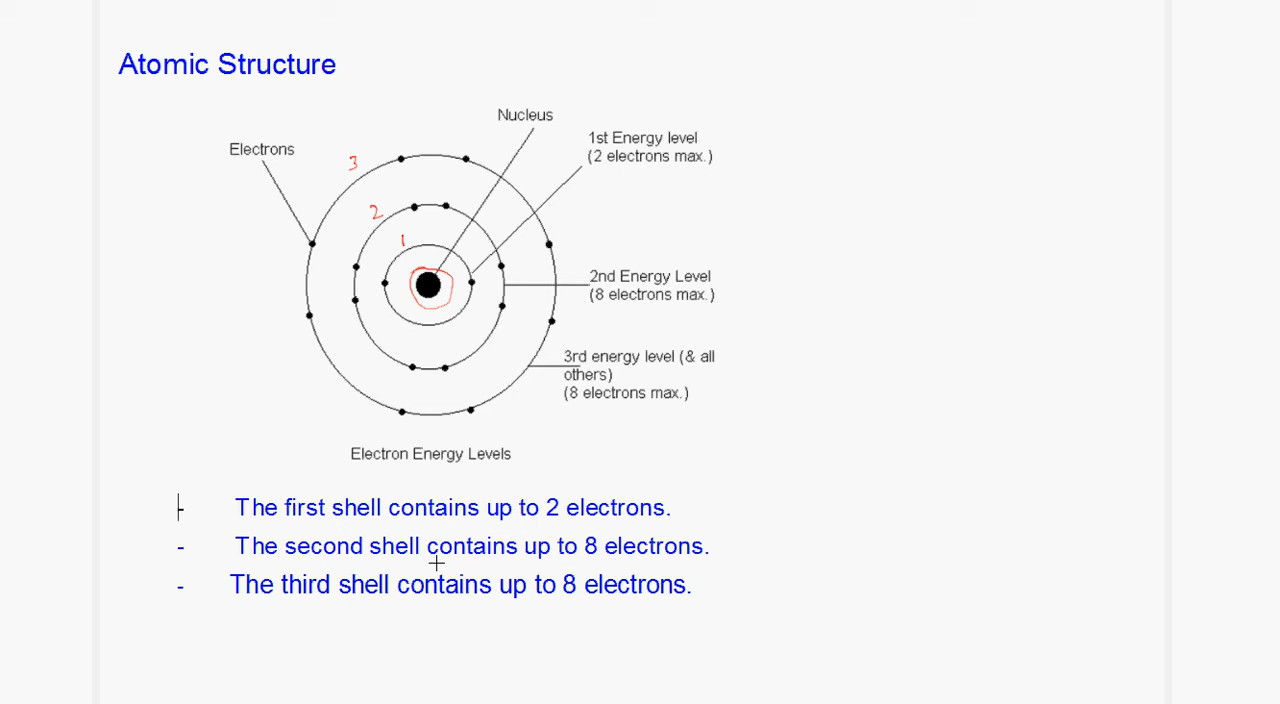 Atomic Structure
Nucleus
1st Energy level
(2 electrons max.)
Electrons
3
2
1
2nd Energy Level
(8 electrons max.)
3rd energy level (& all
others)
(8 electrons max.)
Electron Energy Levels
- The first shell contains up to 2 electrons.
- The second shell contains up to 8 electrons.
- The third shell contains up to 8 electrons.